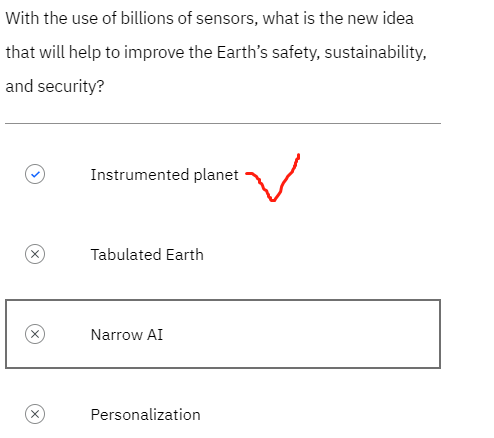 With the use of billions of sensors, what is the new idea
that will help to improve the Earth’s safety, sustainability,
and security?
Instrumented planet
Tabulated Earth
Narrow AI
Personalization